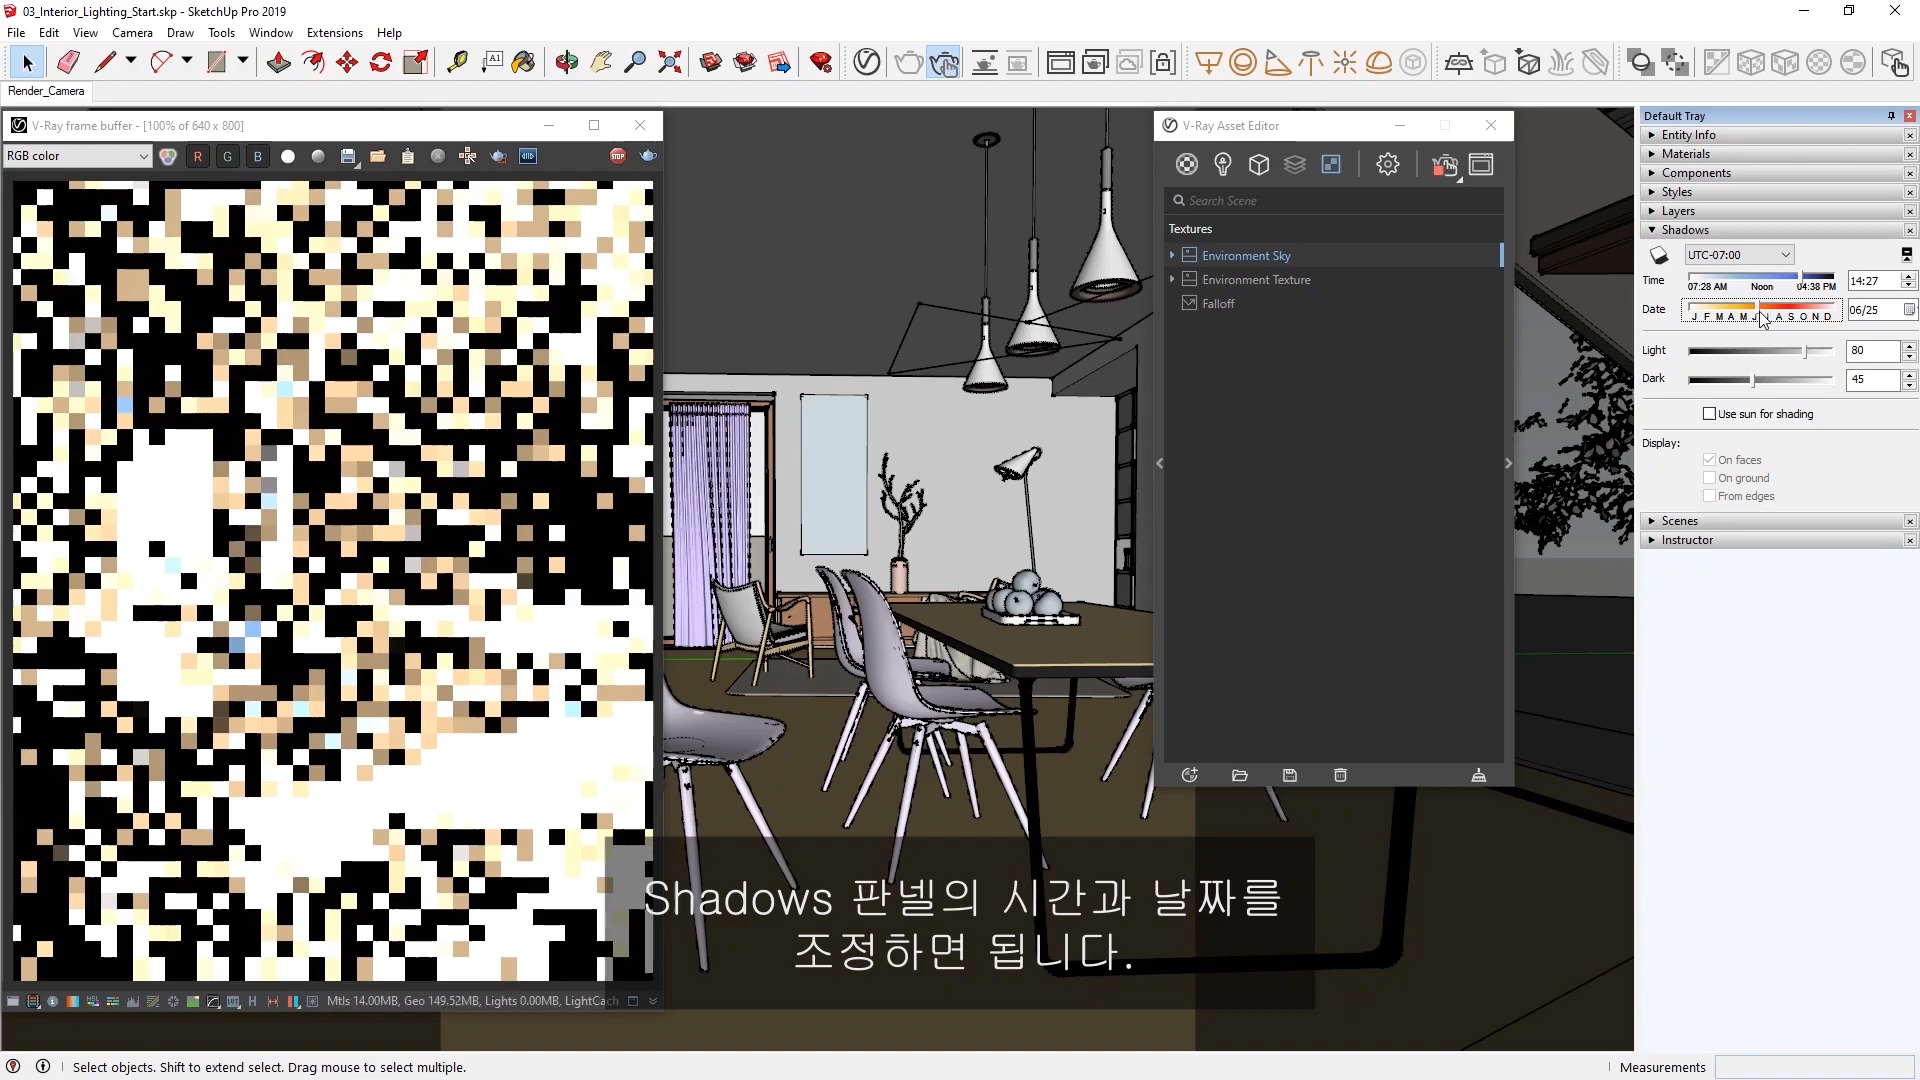 03_Interior_Lighting_Start.skp - SketchUp Pro 2019
File Edit View Camera Draw Tools Window Extensions Help
A1
Render_Camera
V-Ray frame buffer - [100% of 640 x 800]
RGB color
R G B
STOP
Mtls 14.00MB, Geo 149.52MB, Lights 0.00MB, LightCach
V-Ray Asset Editor
Search Scene
Textures
Environment Sky
Environment Texture
Falloff
Default Tray
Entity Info
Materials
Components
Styles
Layers
Shadows
UTC-07:00
Time
07:28 AM Noon 04:38 PM
14:27
Date
J F M A M J J A S O N D
06/25
Light 80
Dark 45
Use sun for shading
Display:
On faces
On ground
From edges
Scenes
Instructor
Shadows 판넬의 시간과 날짜를
조정하면 됩니다.
Select objects. Shift to extend select. Drag mouse to select multiple.
Measurements